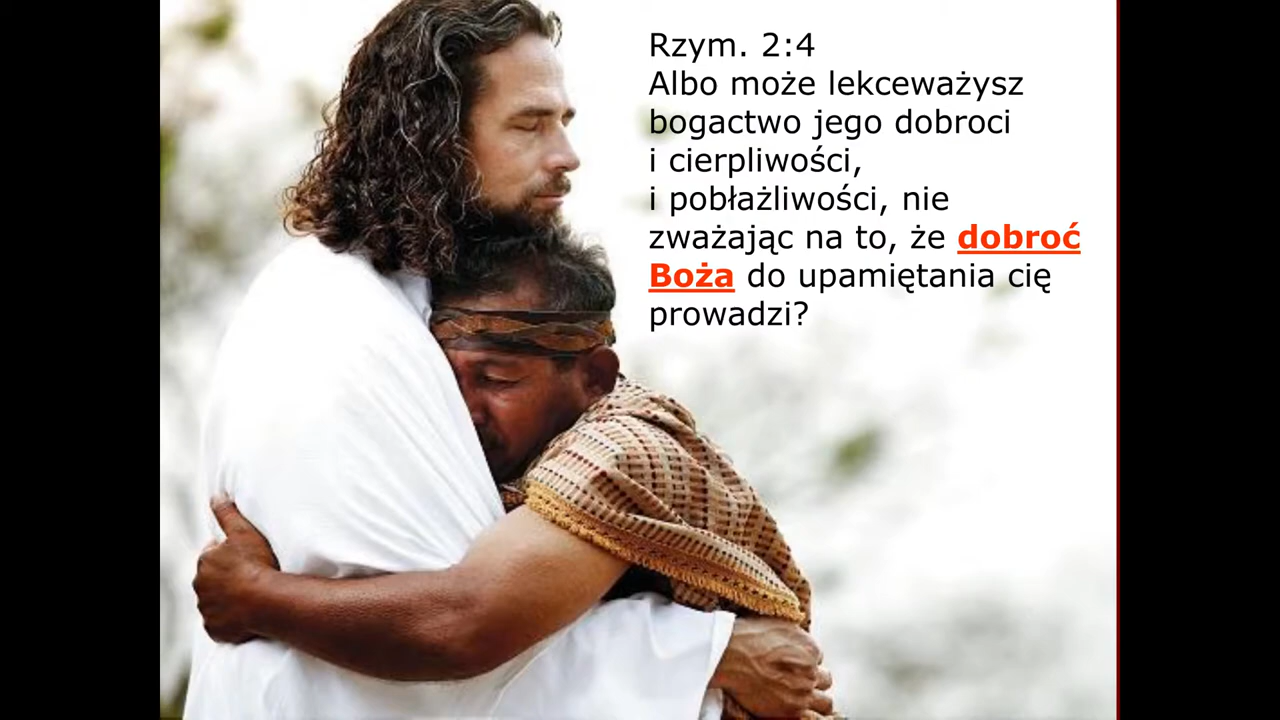 Rzym. 2:4
Albo może lekceważysz
bogactwo jego dobroci
i cierpliwości,
i pobłażliwości, nie
zważając na to, że dobroć
Boża do upamiętania cię
prowadzi?